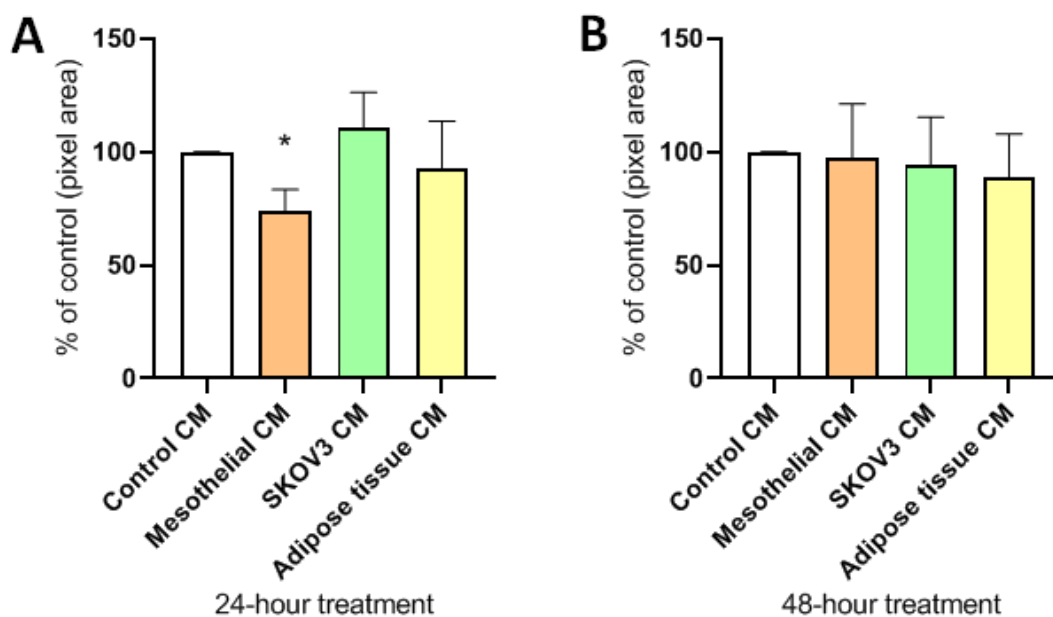 A
% of control (pixel area)
150
100
50
0
*
Control CM
Mesothelial CM
SKOV3 CM
Adipose tissue CM
24-hour treatment
B
% of control (pixel area)
150
100
50
0
Control CM
Mesothelial CM
SKOV3 CM
Adipose tissue CM
48-hour treatment